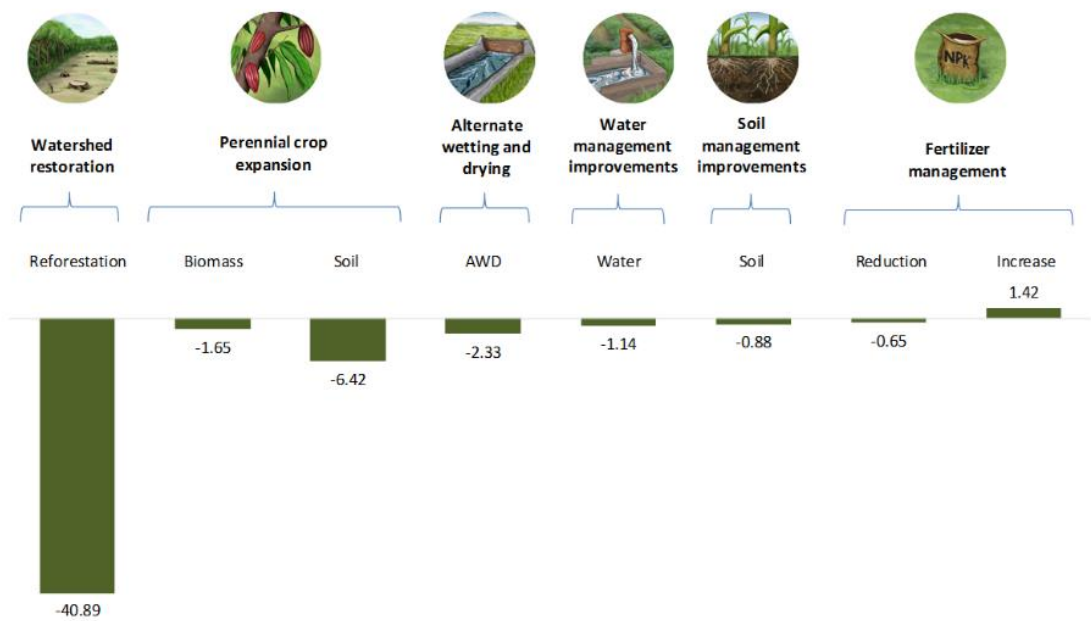 NPK
Watershed
restoration
Perennial crop
expansion
Alternate
wetting and
drying
Water
management
improvements
Soil
management
improvements
Fertilizer
management
Reforestation
Biomass
Soil
AWD
Water
Soil
Reduction
Increase
-40.89
-1.65
-6.42
-2.33
-1.14
-0.88
-0.65
1.42